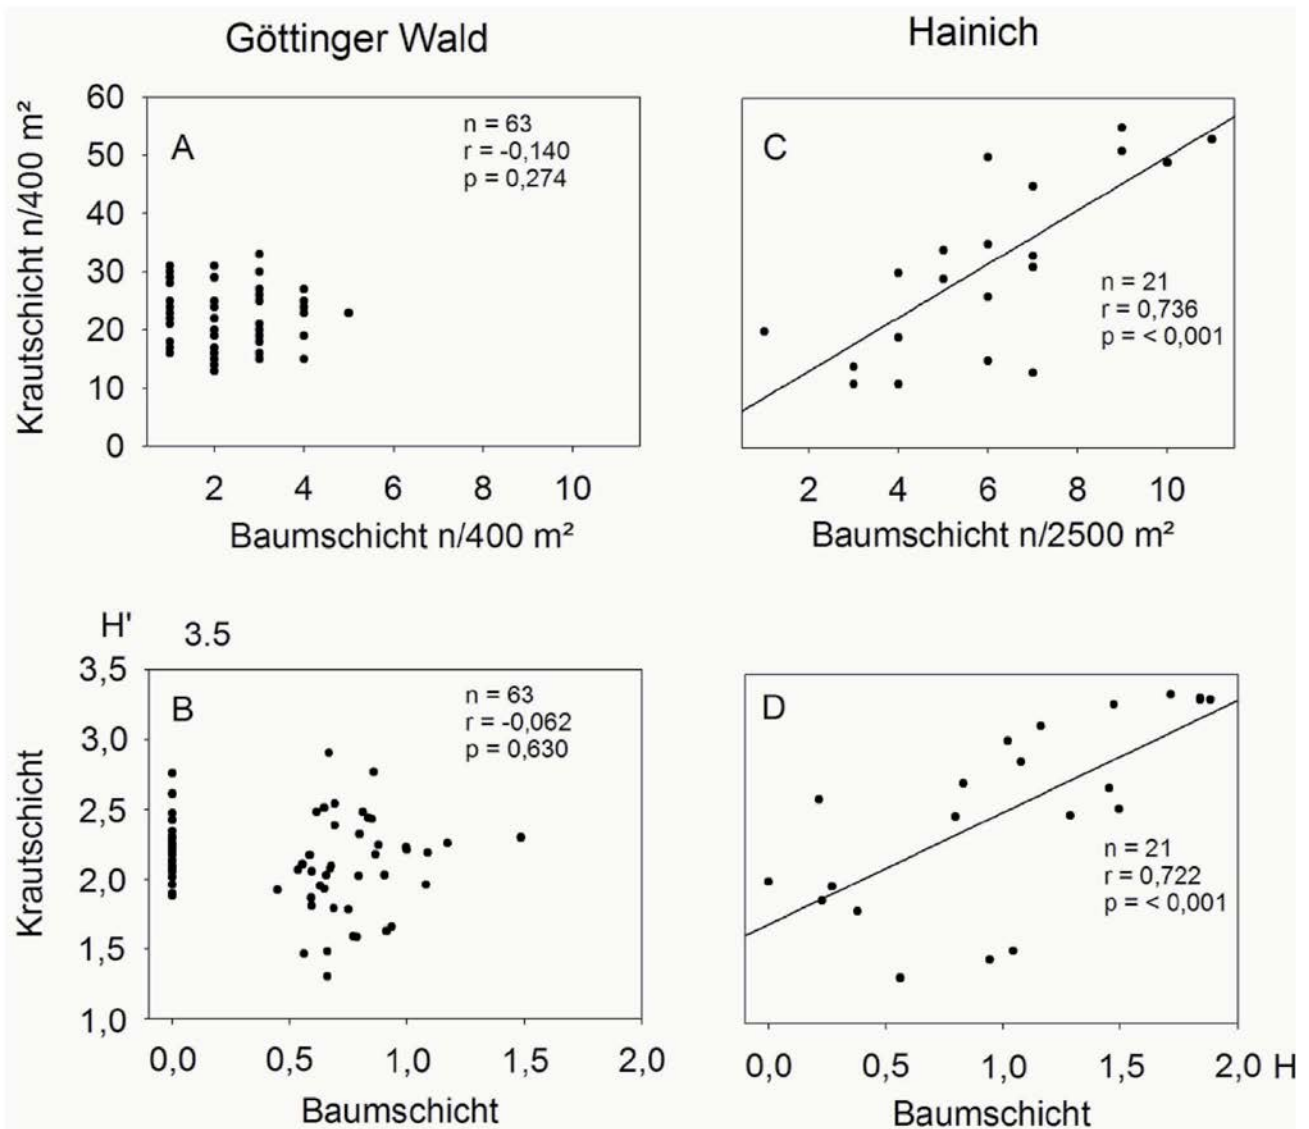 Göttinger Wald
Hainich
Krautschicht n/400 m²
60
50
40
30
20
10
0
A
n = 63
r = -0,140
p = 0,274
2 4 6 8 10
Baumschicht n/400 m²
C
n = 21
r = 0,736
p = < 0,001
2 4 6 8 10
Baumschicht n/2500 m²
H'
3.5
Krautschicht
3,5
3,0
2,5
2,0
1,5
1,0
B
n = 63
r = -0,062
p = 0,630
0,0 0,5 1,0 1,5 2,0
Baumschicht
D
n = 21
r = 0,722
p = < 0,001
0,0 0,5 1,0 1,5 2,0 H
Baumschicht